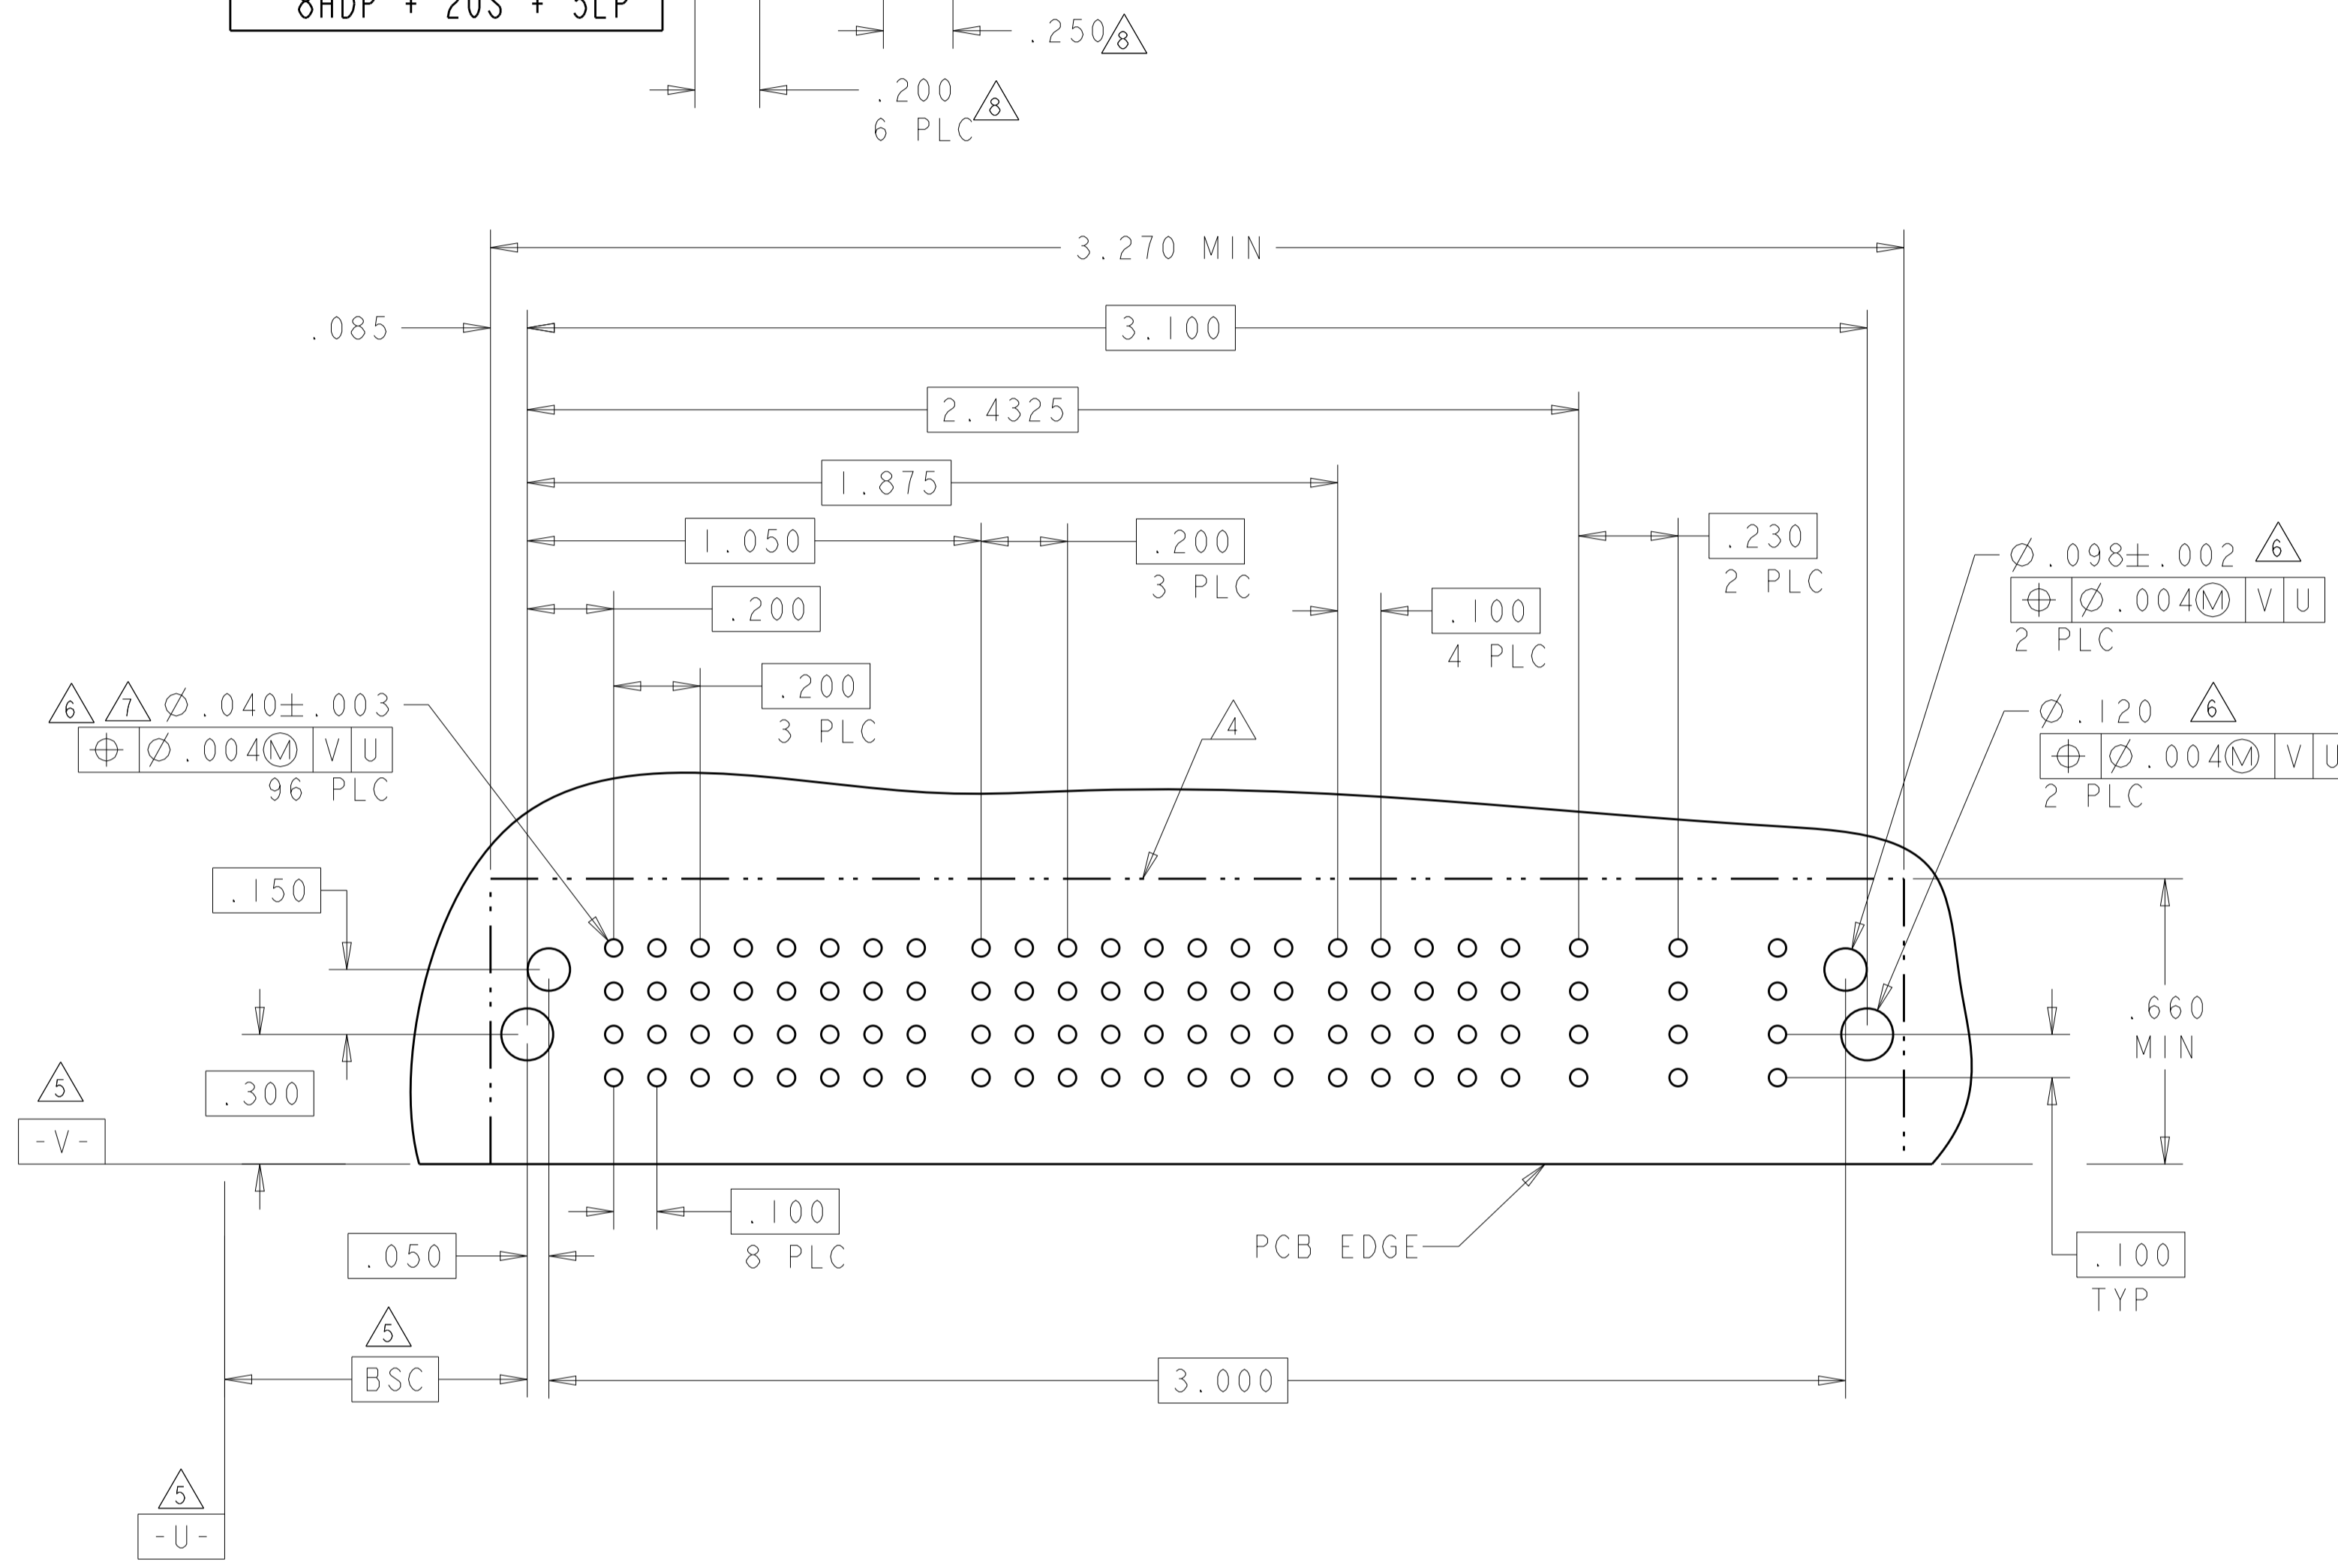 8HDP + 20S + 5LP
.250 8
.200 8
6 PLC
3.270 MIN
.085
3.100
2.4325
1.875
1.050
.200
3 PLC
.230
2 PLC
.200
.100
4 PLC
Ø .098±.002 6
⌖ Ø.004Ⓜ V U
2 PLC
.200
3 PLC
6 7 Ø.040±.003
⌖ Ø.004Ⓜ V U
96 PLC
4
Ø.120 6
⌖ Ø.004Ⓜ V U
2 PLC
.150
.660
MIN
.300
5
-V-
.100
8 PLC
PCB EDGE
.050
.100
TYP
5
BSC
3.000
5
-U-